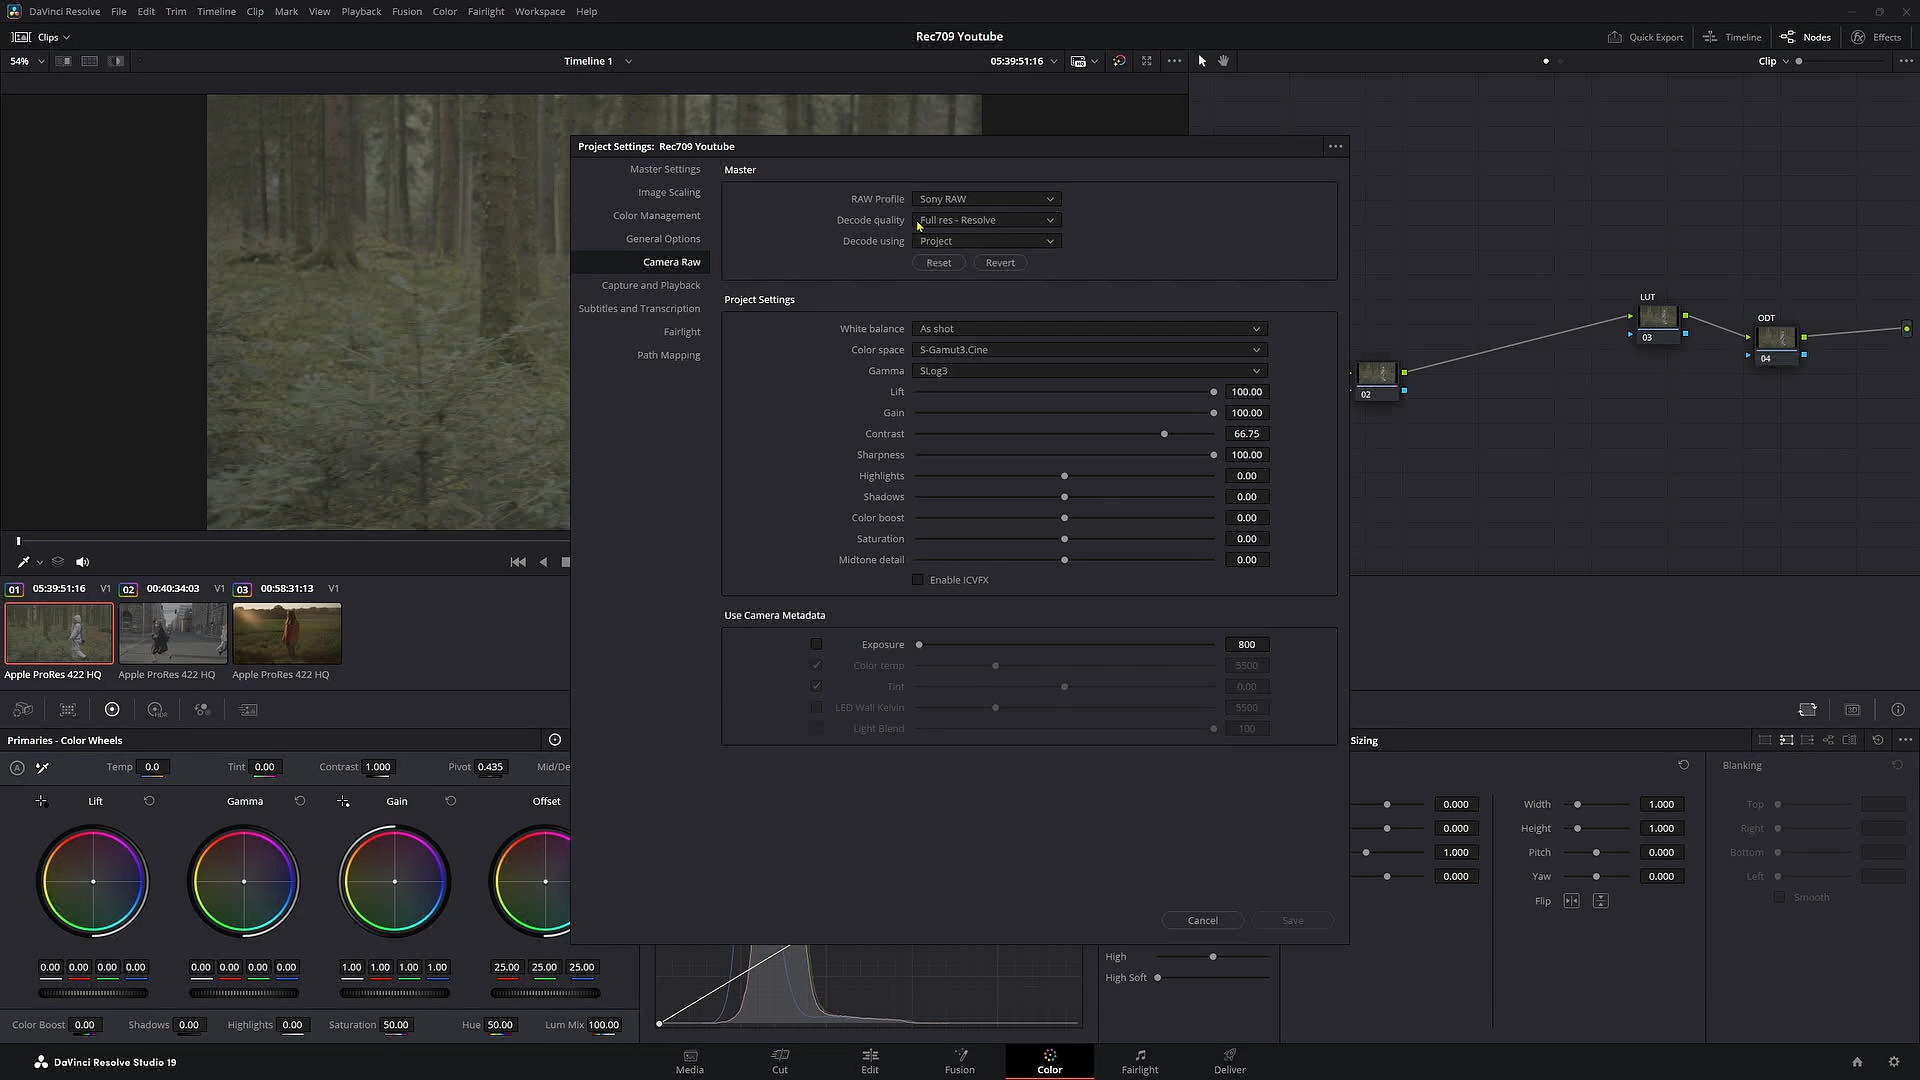 DaVinci Resolve File Edit Trim Timeline Clip Mark View Playback Fusion Color Fairlight Workspace Help
Clips Rec709 Youtube Quick Export Timeline Nodes Effects
54% Timeline 1 05:39:51:16 Clip
Project Settings: Rec709 Youtube
Master Settings
Image Scaling
Color Management
General Options
Camera Raw
Capture and Playback
Subtitles and Transcription
Fairlight
Path Mapping
Master
RAW Profile Sony RAW
Decode quality Full res - Resolve
Decode using Project
Reset Revert
Project Settings
White balance As shot
Color space S-Gamut3.Cine
Gamma SLog3
Lift 100.00
Gain 100.00
Contrast 66.75
Sharpness 100.00
Highlights 0.00
Shadows 0.00
Color boost 0.00
Saturation 0.00
Midtone detail 0.00
Enable ICVFX
Use Camera Metadata
Exposure 800
Color temp 5500
Tint 0.00
LED Wall Kelvin 5500
Light Blend 100
Cancel Save
LUT
03
ODT
04
02
01 05:39:51:16 V1 02 00:40:34:03 V1 03 00:58:31:13 V1
Apple ProRes 422 HQ Apple ProRes 422 HQ Apple ProRes 422 HQ
HDR 3D
Primaries - Color Wheels
A Temp 0.0 Tint 0.00 Contrast 1.000 Pivot 0.435 Mid/De
Lift Gamma Gain Offset
0.00 0.00 0.00 0.00 0.00 0.00 0.00 0.00 1.00 1.00 1.00 1.00 25.00 25.00 25.00
Color Boost 0.00 Shadows 0.00 Highlights 0.00 Saturation 50.00 Hue 50.00 Lum Mix 100.00
High
High Soft
Sizing
Blanking
0.000 Width 1.000 Top
0.000 Height 1.000 Right
1.000 Pitch 0.000 Bottom
0.000 Yaw 0.000 Left
Flip Smooth
DaVinci Resolve Studio 19
Media Cut Edit Fusion Color Fairlight Deliver